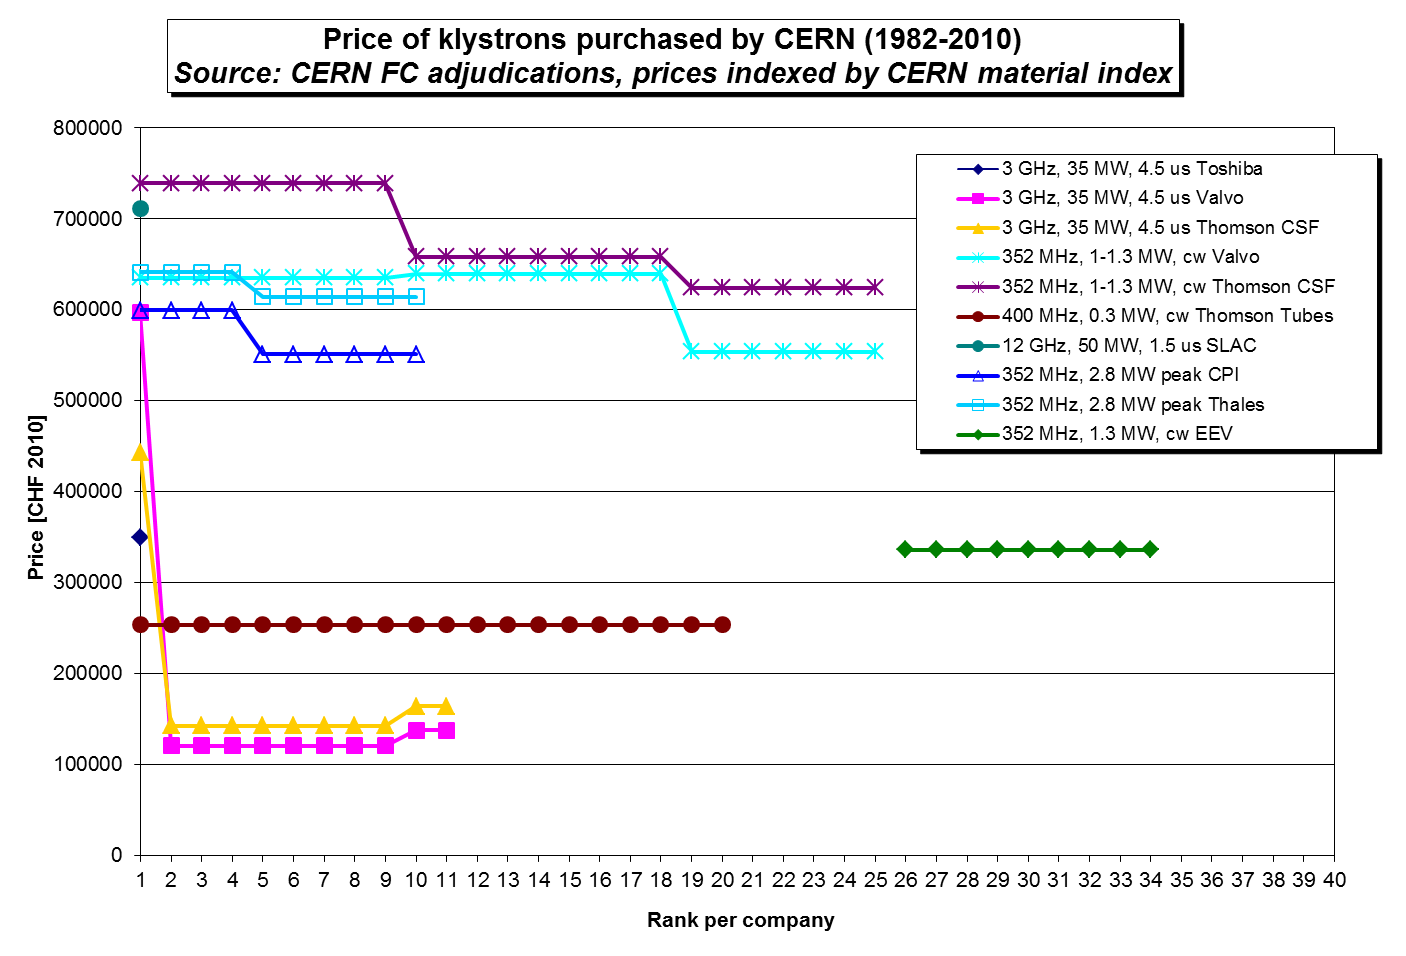 Price of klystrons purchased by CERN (1982-2010)
Source: CERN FC adjudications, prices indexed by CERN material index
800000
700000
600000
500000
400000
300000
200000
100000
0
Price [CHF 2010]
3 GHz, 35 MW, 4.5 us Toshiba
3 GHz, 35 MW, 4.5 us Valvo
3 GHz, 35 MW, 4.5 us Thomson CSF
352 MHz, 1-1.3 MW, cw Valvo
352 MHz, 1-1.3 MW, cw Thomson CSF
400 MHz, 0.3 MW, cw Thomson Tubes
12 GHz, 50 MW, 1.5 us SLAC
352 MHz, 2.8 MW peak CPI
352 MHz, 2.8 MW peak Thales
352 MHz, 1.3 MW, cw EEV
1 2 3 4 5 6 7 8 9 10 11 12 13 14 15 16 17 18 19 20 21 22 23 24 25 26 27 28 29 30 31 32 33 34 35 36 37 38 39 40
Rank per company